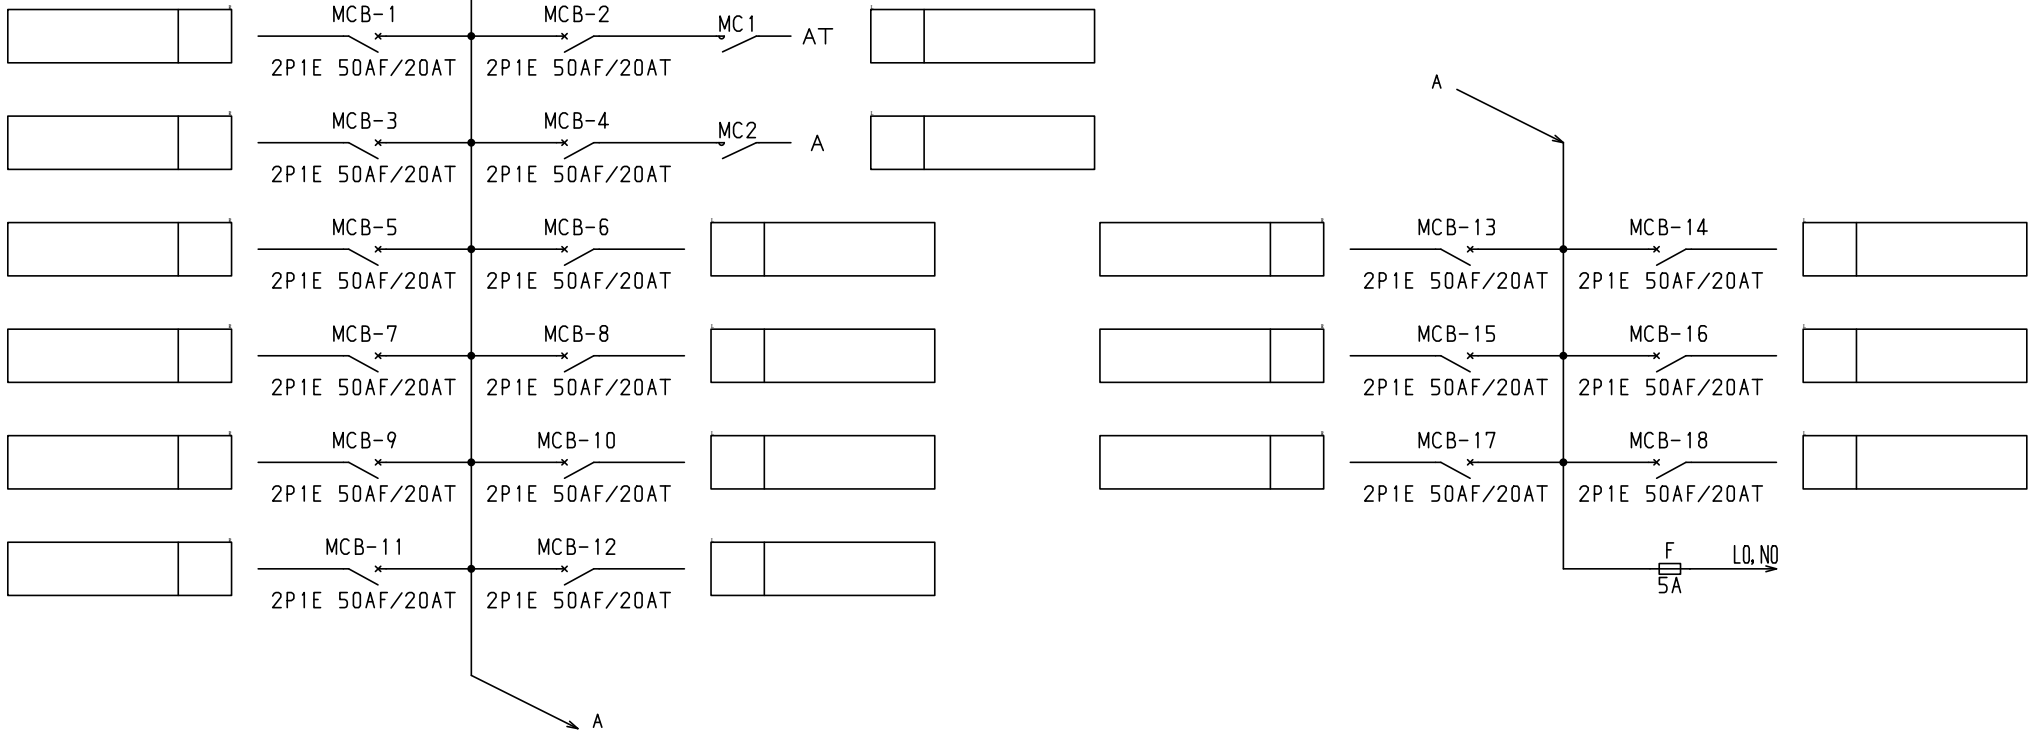 MCB-1 MCB-2 MC1 AT
2P1E 50AF/20AT 2P1E 50AF/20AT
MCB-3 MCB-4 MC2 A
2P1E 50AF/20AT 2P1E 50AF/20AT
MCB-5 MCB-6
2P1E 50AF/20AT 2P1E 50AF/20AT
MCB-7 MCB-8
2P1E 50AF/20AT 2P1E 50AF/20AT
MCB-9 MCB-10
2P1E 50AF/20AT 2P1E 50AF/20AT
MCB-11 MCB-12
2P1E 50AF/20AT 2P1E 50AF/20AT
A
A
MCB-13 MCB-14
2P1E 50AF/20AT 2P1E 50AF/20AT
MCB-15 MCB-16
2P1E 50AF/20AT 2P1E 50AF/20AT
MCB-17 MCB-18
2P1E 50AF/20AT 2P1E 50AF/20AT
F L0,N0
5A